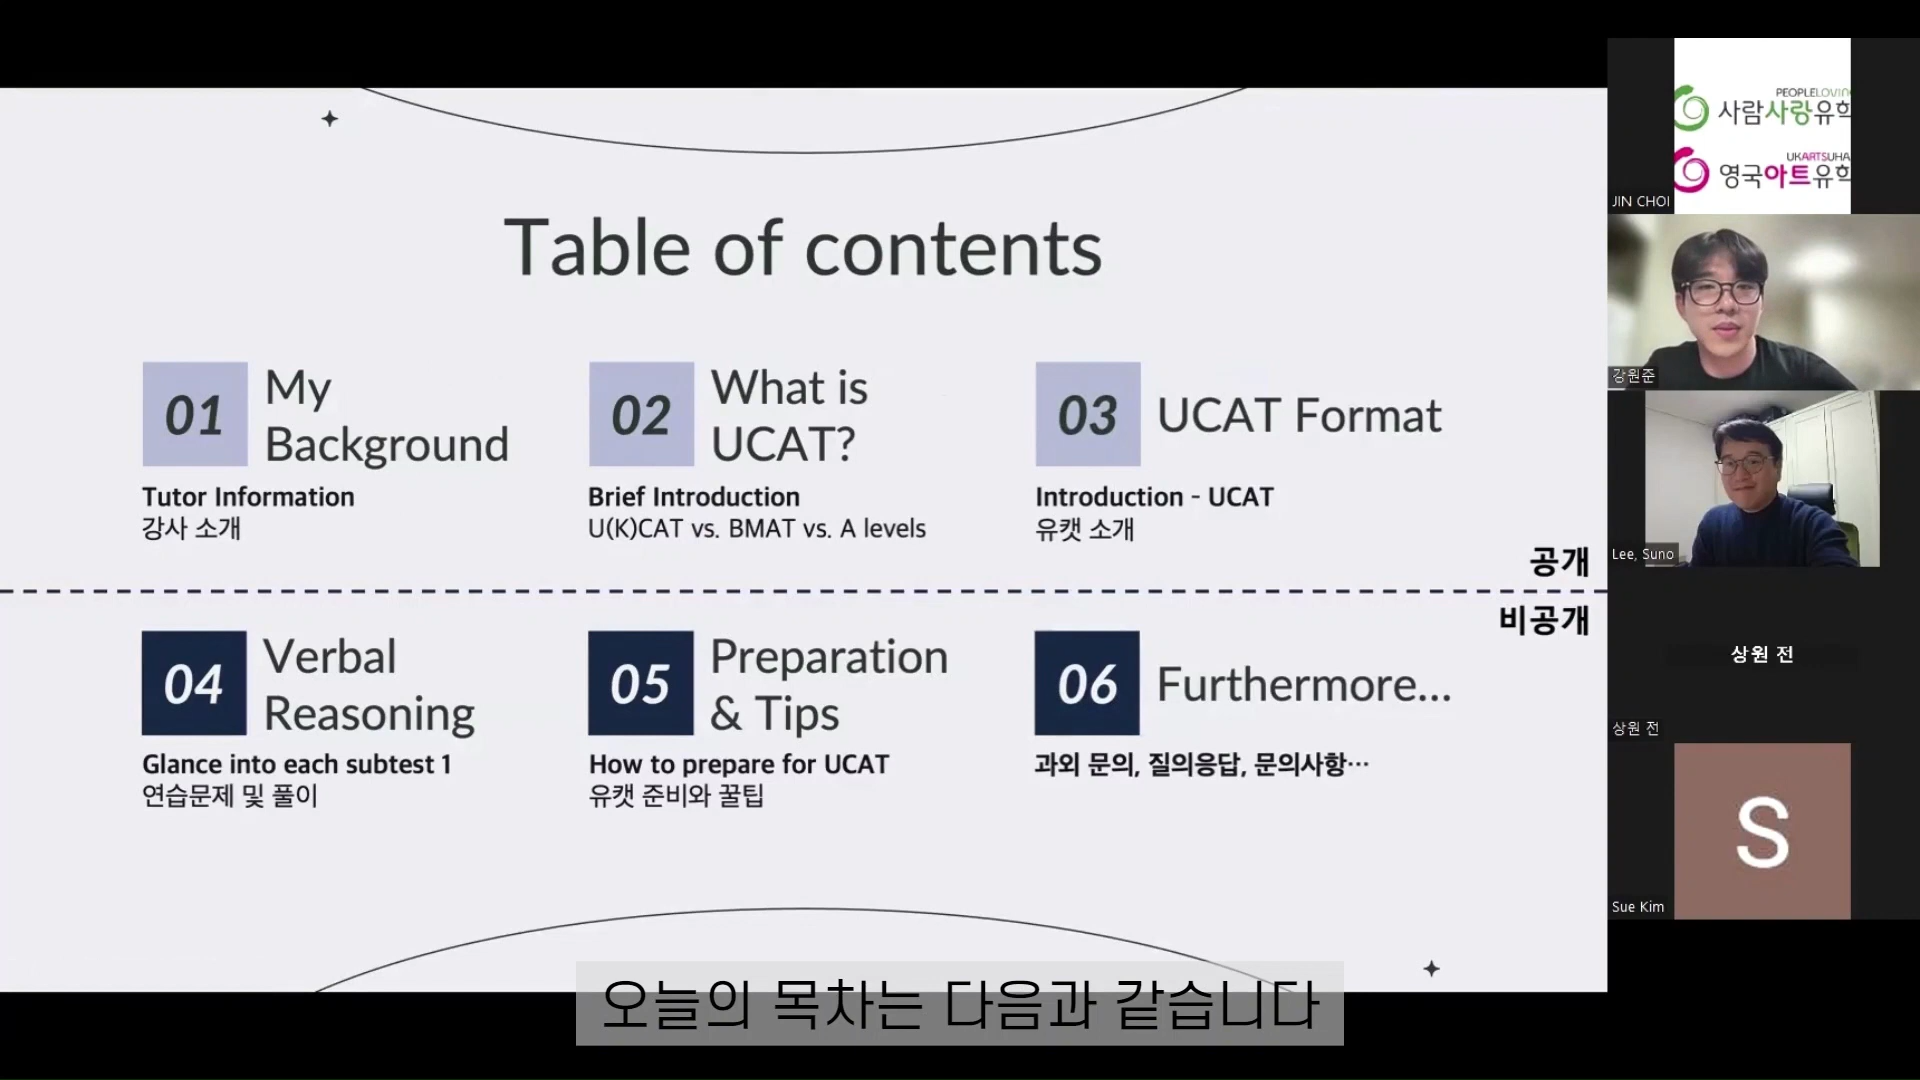 Table of contents
01
My
Background
Tutor Information
강사 소개
02
What is
UCAT?
Brief Introduction
U(K)CAT vs. BMAT vs. A levels
03
UCAT Format
Introduction - UCAT
유캣 소개
공개
비공개
04
Verbal
Reasoning
Glance into each subtest 1
연습문제 및 풀이
05
Preparation
& Tips
How to prepare for UCAT
유캣 준비와 꿀팁
06
Furthermore...
과외 문의, 질의응답, 문의사항…
오늘의 목차는 다음과 같습니다
PEOPLELOVIN
사람사랑유학
UKARTSUHA
영국아트유학
JIN CHOI
강원준
Lee, Suno
상원 전
상원 전
S
Sue Kim